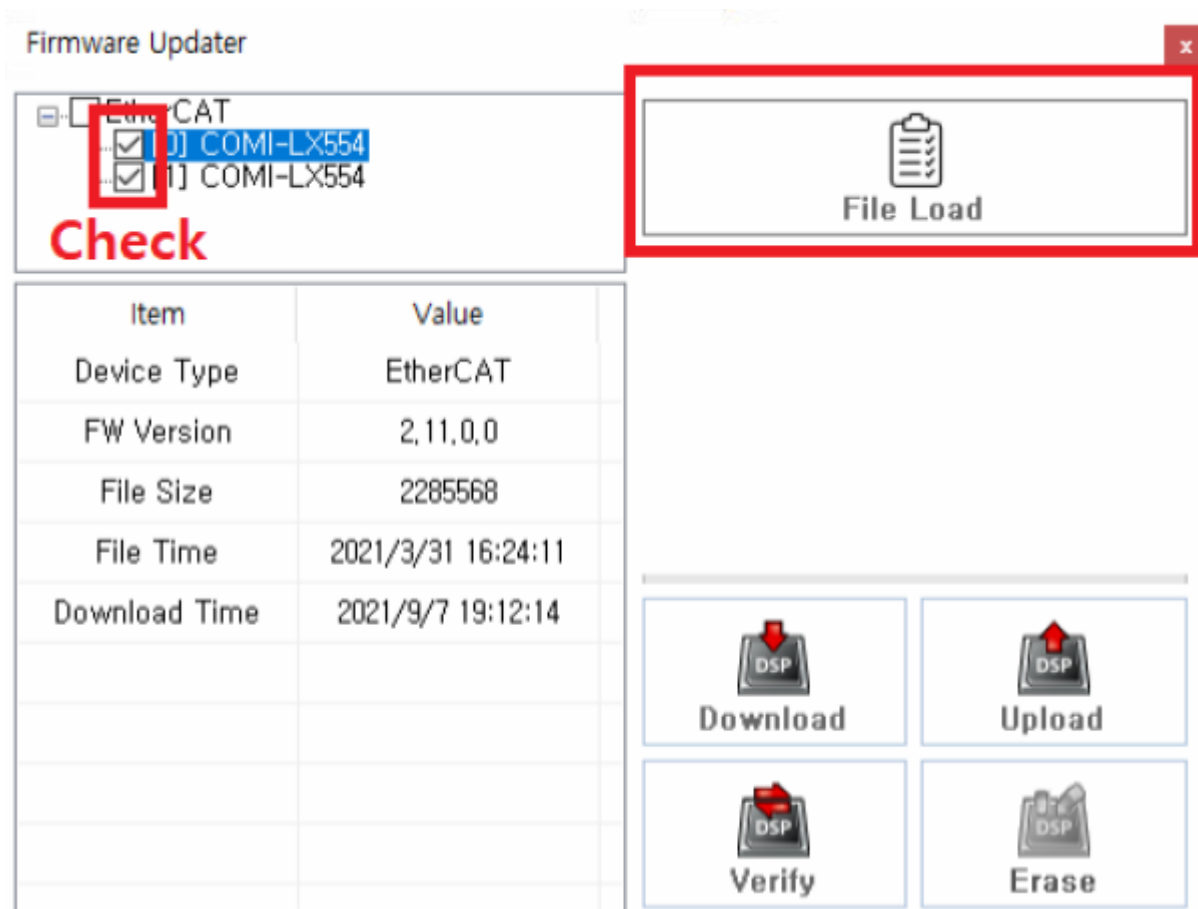 Firmware Updater
x
EtherCAT
[0] COMI-LX554
[1] COMI-LX554
Check
File Load
Item Value
Device Type EtherCAT
FW Version 2,11,0,0
File Size 2285568
File Time 2021/3/31 16:24:11
Download Time 2021/9/7 19:12:14
DSP DSP
Download Upload
DSP DSP
Verify Erase